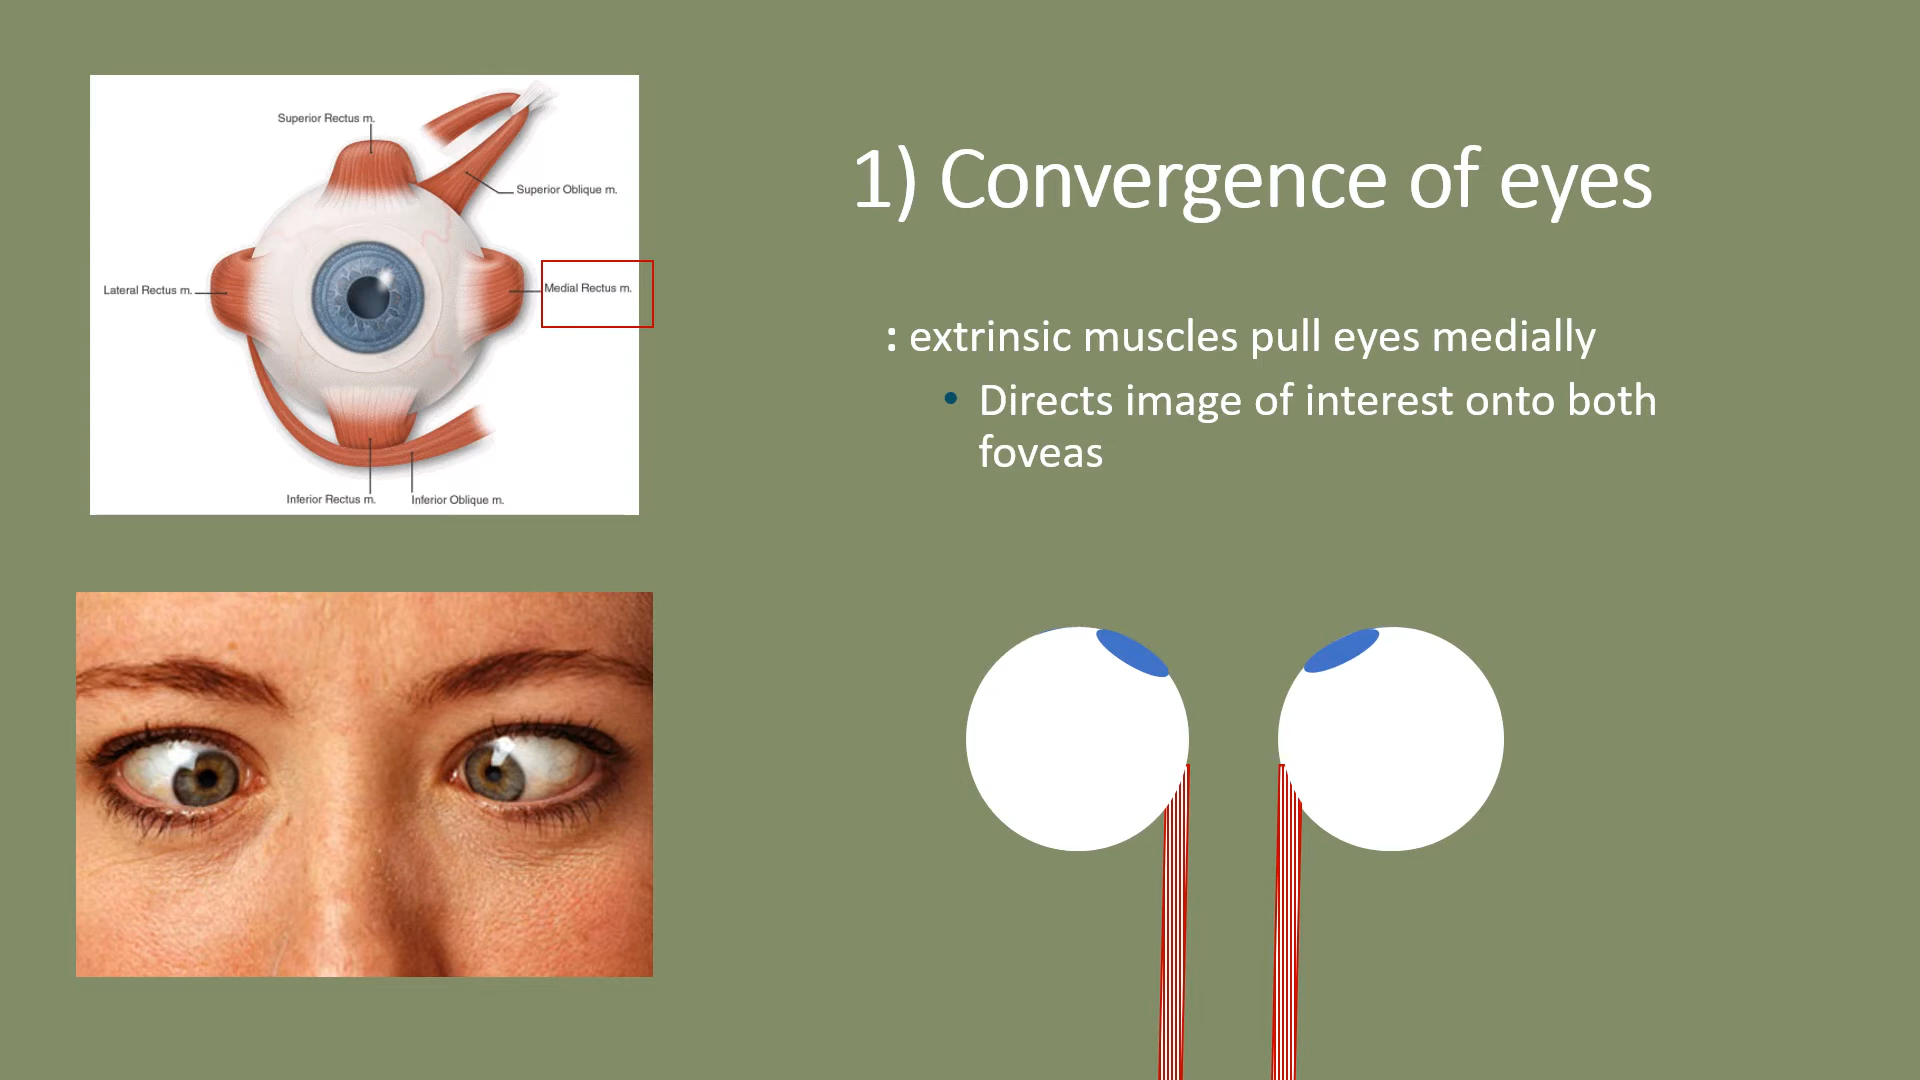 Superior Rectus m.
Superior Oblique m.
Lateral Rectus m.
Medial Rectus m.
Inferior Rectus m.
Inferior Oblique m.
1) Convergence of eyes
: extrinsic muscles pull eyes medially
• Directs image of interest onto both
foveas